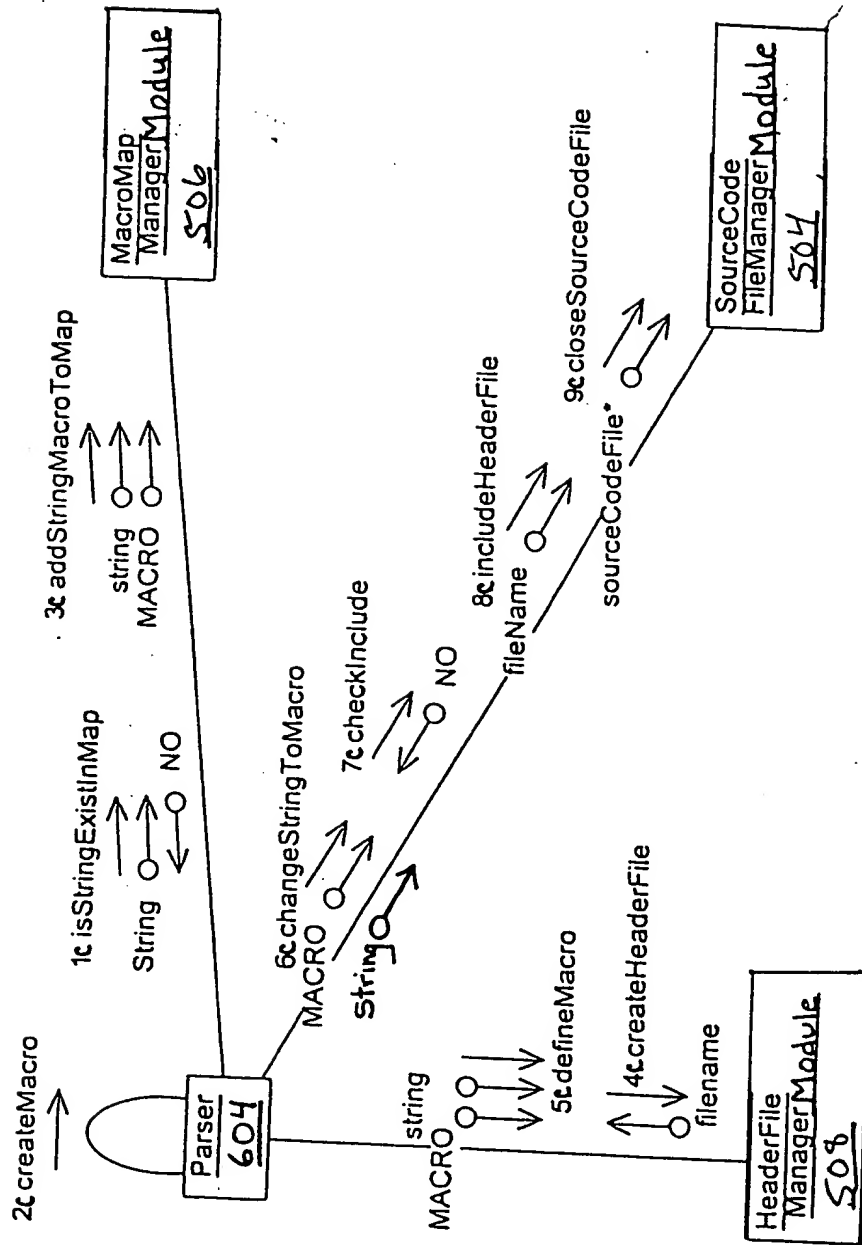 2c createMacro
Parser
604
1c isStringExistInMap
String
NO
3c addStringMacroToMap
string
MACRO
MacroMap
ManagerModule
506
6c changeStringToMacro
MACRO
string
7c checkInclude
NO
8c includeHeaderFile
fileName
9c closeSourceCodeFile
sourceCodeFile*
SourceCode
FileManagerModule
504
string
MACRO
5c defineMacro
4c createHeaderFile
filename
HeaderFile
ManagerModule
508